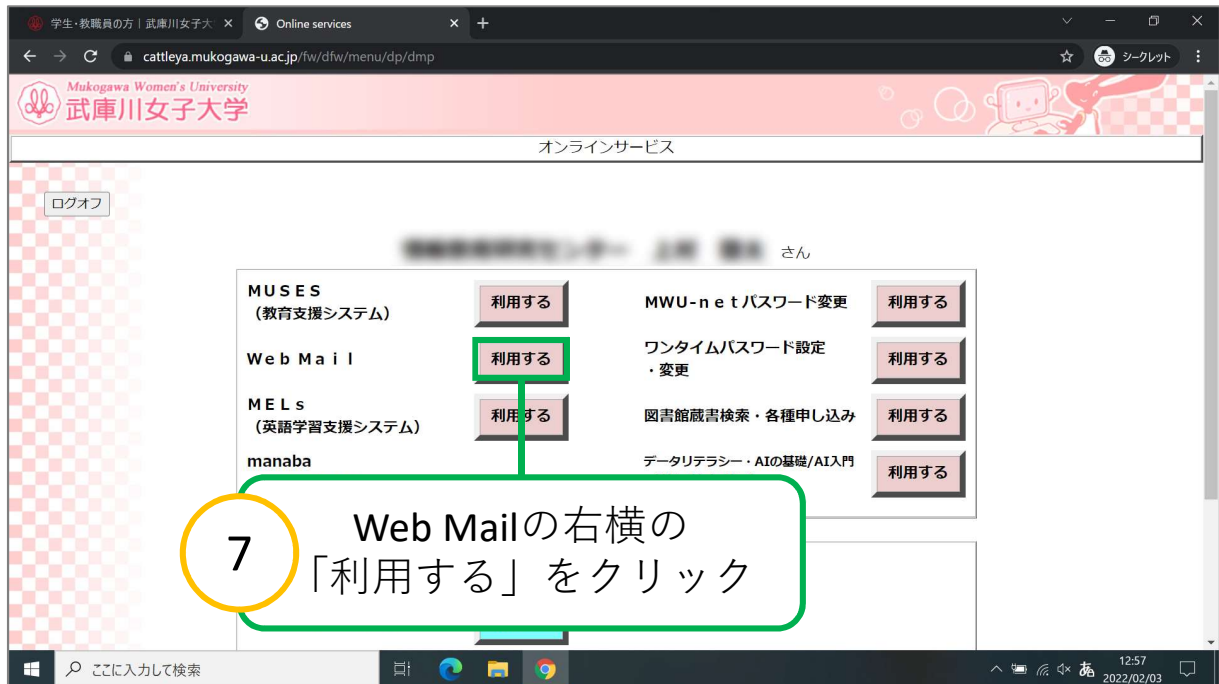 学生・教職員の方 | 武庫川女子大
Online services
cattleya.mukogawa-u.ac.jp/fw/dfw/menu/dp/dmp
シークレット
Mukogawa Women's University
武庫川女子大学
オンラインサービス
ログオフ
さん
MUSES
(教育支援システム)
利用する
MWU-netパスワード変更
利用する
Web Mail
利用する
ワンタイムパスワード設定
・変更
利用する
MELs
(英語学習支援システム)
利用する
図書館蔵書検索・各種申し込み
利用する
manaba
データリテラシー・AIの基礎/AI入門
利用する
7
Web Mailの右横の
「利用する」をクリック
ここに入力して検索
あ
12:57
2022/02/03